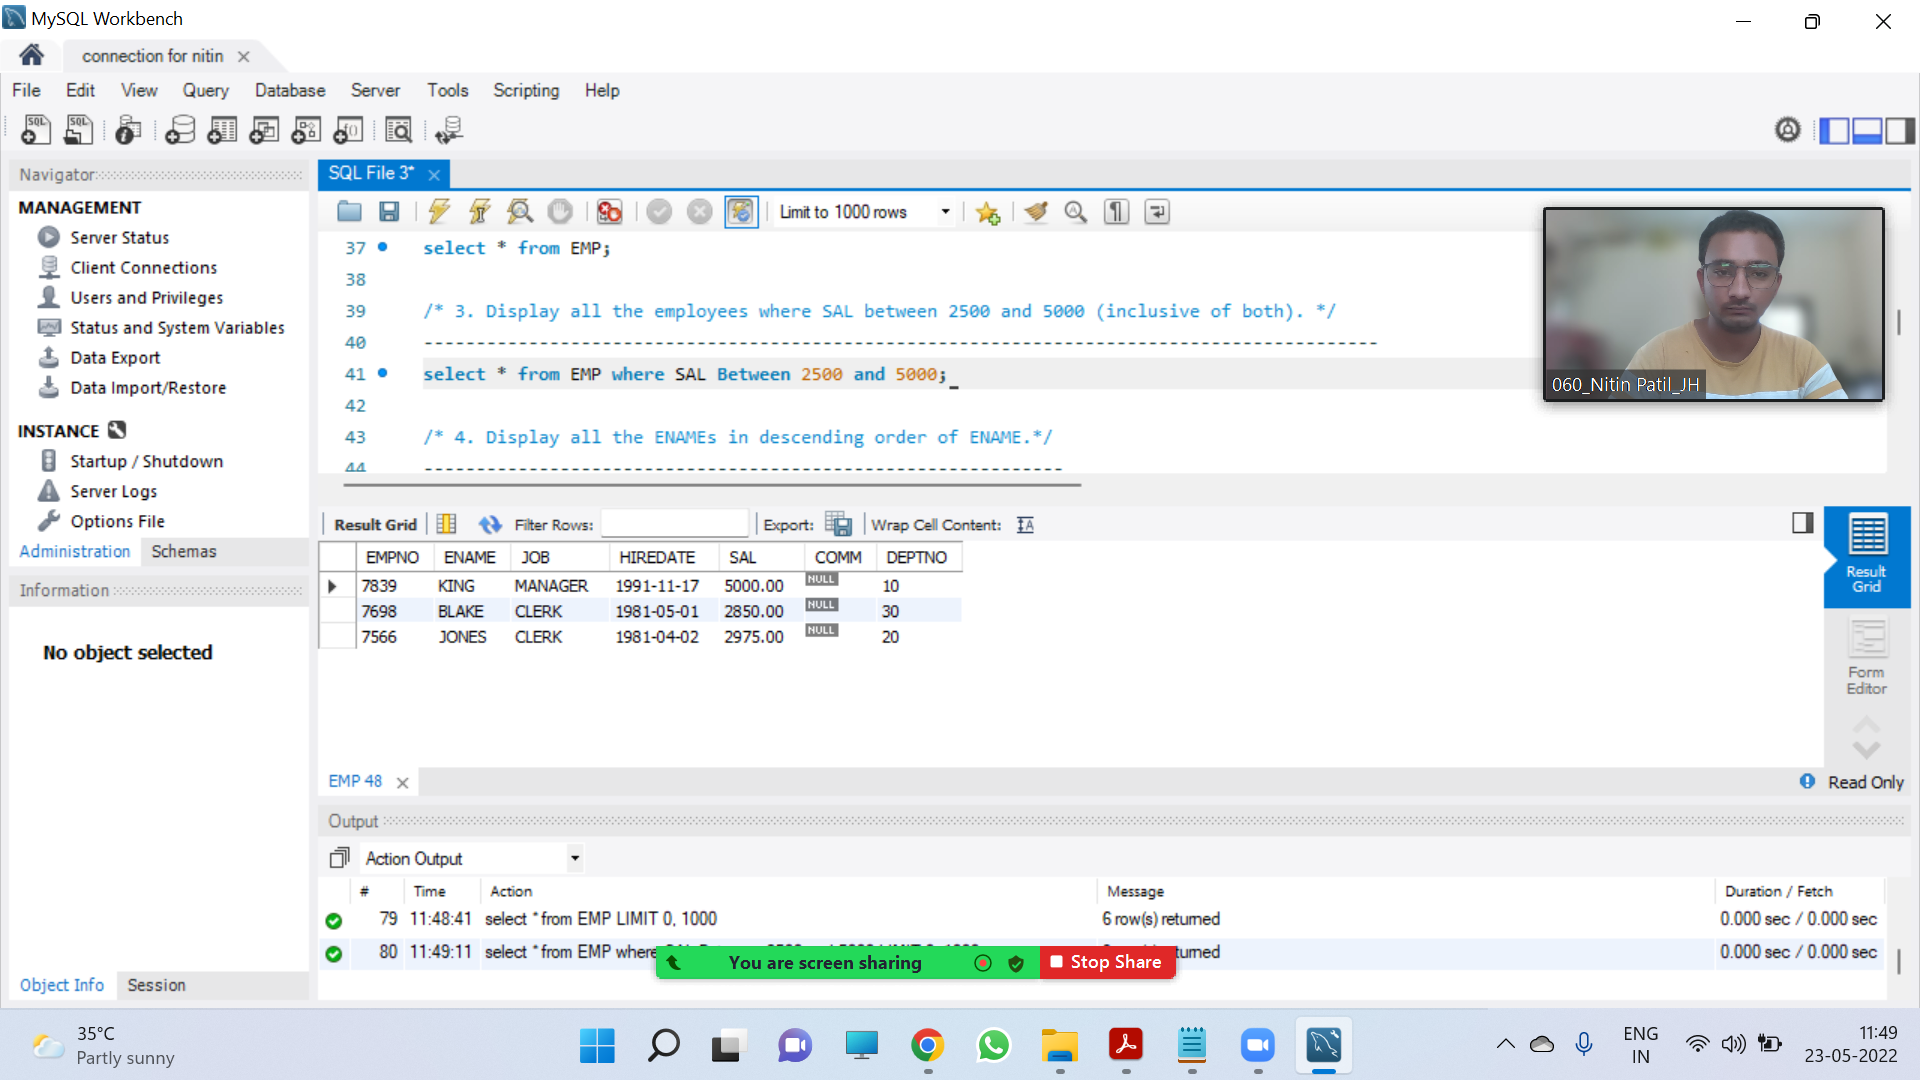 MySQL Workbench
connection for nitin
File Edit View Query Database Server Tools Scripting Help
Navigator
MANAGEMENT
Server Status
Client Connections
Users and Privileges
Status and System Variables
Data Export
Data Import/Restore
INSTANCE
Startup / Shutdown
Server Logs
Options File
Administration Schemas
Information
No object selected
Object Info Session
SQL File 3*
Limit to 1000 rows
37 select * from EMP;
38
39 /* 3. Display all the employees where SAL between 2500 and 5000 (inclusive of both). */
40 -------------------------------------------------------------------------------------------
41 select * from EMP where SAL Between 2500 and 5000;
42
43 /* 4. Display all the ENAMEs in descending order of ENAME.*/
44 -------------------------------------------------------------
060_Nitin Patil_JH
Result Grid Filter Rows: Export: Wrap Cell Content:
EMPNO ENAME JOB HIREDATE SAL COMM DEPTNO
7839 KING MANAGER 1991-11-17 5000.00 NULL 10
7698 BLAKE CLERK 1981-05-01 2850.00 NULL 30
7566 JONES CLERK 1981-04-02 2975.00 NULL 20
Result
Grid
Form
Editor
EMP 48
Read Only
Output
Action Output
# Time Action Message Duration / Fetch
79 11:48:41 select * from EMP LIMIT 0, 1000 6 row(s) returned 0.000 sec / 0.000 sec
80 11:49:11 select * from EMP where 0.000 sec / 0.000 sec
You are screen sharing Stop Share
35°C
Partly sunny
ENG
IN
11:49
23-05-2022